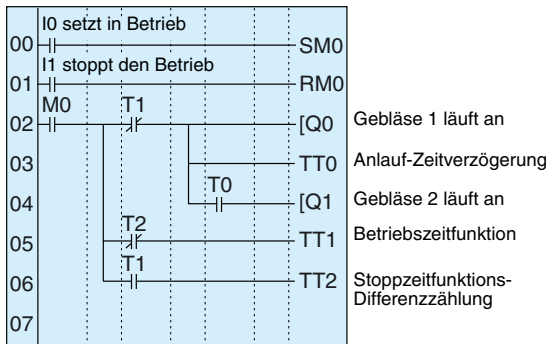 I0 setzt in Betrieb
00 SM0
I1 stoppt den Betrieb
01 RM0
M0 T1
02 [Q0 Gebläse 1 läuft an
03 TT0 Anlauf-Zeitverzögerung
T0
04 [Q1 Gebläse 2 läuft an
T2
05 TT1 Betriebszeitfunktion
T1
06 TT2 Stoppzeitfunktions-
Differenzzählung
07